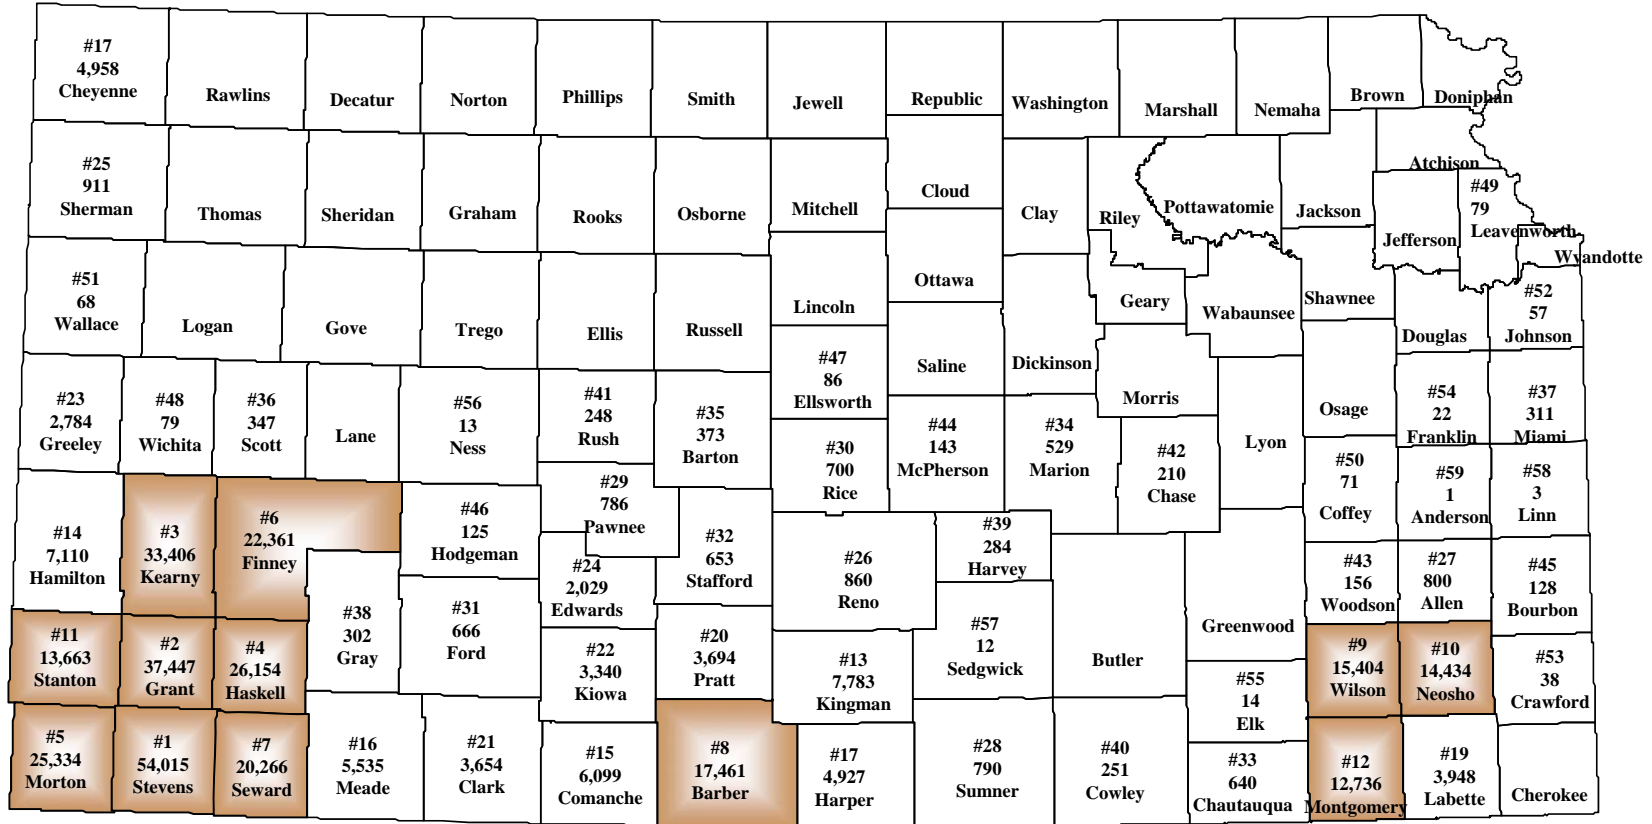 #17
4,958
Cheyenne
Rawlins
Decatur
Norton
Phillips
Smith
Jewell
Republic
Washington
Marshall
Nemaha
Brown
Doniphan
#25
911
Sherman
Thomas
Sheridan
Graham
Rooks
Osborne
Mitchell
Cloud
Clay
Riley
Pottawatomie
Jackson
Atchison
Jefferson
#49
79
Leavenworth
Wyandotte
#51
68
Wallace
Logan
Gove
Trego
Ellis
Russell
Lincoln
Ottawa
Geary
Wabaunsee
Shawnee
Douglas
#52
57
Johnson
#23
2,784
Greeley
#48
79
Wichita
#36
347
Scott
Lane
#56
13
Ness
#41
248
Rush
#35
373
Barton
#47
86
Ellsworth
Saline
Dickinson
Morris
Osage
#54
22
Franklin
#37
311
Miami
#30
700
Rice
#44
143
McPherson
#34
529
Marion
#42
210
Chase
Lyon
#50
71
Coffey
#59
1
Anderson
#58
3
Linn
#14
7,110
Hamilton
#3
33,406
Kearny
#6
22,361
Finney
#46
125
Hodgeman
#29
786
Pawnee
#24
2,029
Edwards
#32
653
Stafford
#26
860
Reno
#39
284
Harvey
#43
156
Woodson
#27
800
Allen
#45
128
Bourbon
#11
13,663
Stanton
#2
37,447
Grant
#4
26,154
Haskell
#38
302
Gray
#31
666
Ford
#22
3,340
Kiowa
#20
3,694
Pratt
#13
7,783
Kingman
#57
12
Sedgwick
Butler
Greenwood
#55
14
Elk
#9
15,404
Wilson
#10
14,434
Neosho
#53
38
Crawford
#5
25,334
Morton
#1
54,015
Stevens
#7
20,266
Seward
#16
5,535
Meade
#21
3,654
Clark
#15
6,099
Comanche
#8
17,461
Barber
#17
4,927
Harper
#28
790
Sumner
#40
251
Cowley
#33
640
Chautauqua
#12
12,736
Montgomery
#19
3,948
Labette
Cherokee